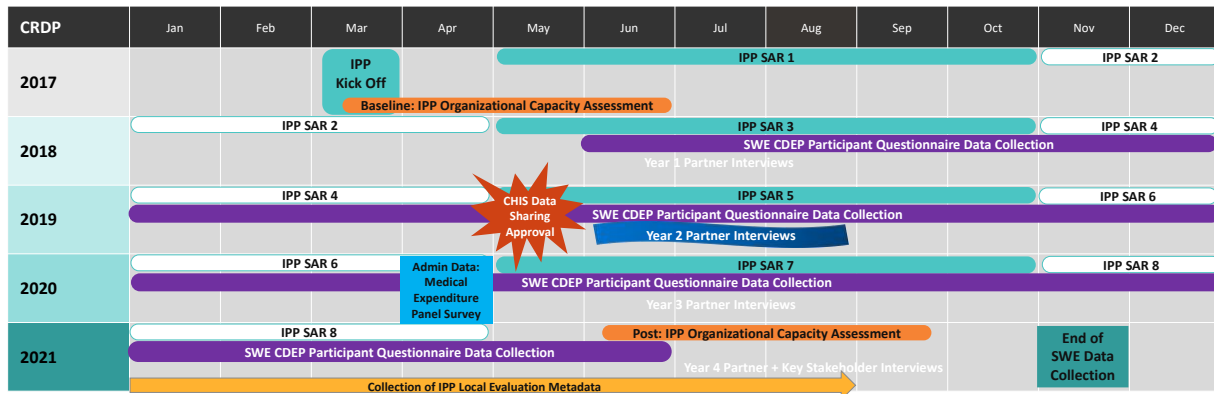 CRDP Jan Feb Mar Apr May Jun Jul Aug Sep Oct Nov Dec
2017
IPP
Kick Off
IPP SAR 1
IPP SAR 2
Baseline: IPP Organizational Capacity Assessment
2018
IPP SAR 2
IPP SAR 3
IPP SAR 4
SWE CDEP Participant Questionnaire Data Collection
Year 1 Partner Interviews
2019
IPP SAR 4
CHIS Data
Sharing
Approval
IPP SAR 5
IPP SAR 6
SWE CDEP Participant Questionnaire Data Collection
Year 2 Partner Interviews
2020
IPP SAR 6
Admin Data:
Medical
Expenditure
Panel Survey
IPP SAR 7
IPP SAR 8
SWE CDEP Participant Questionnaire Data Collection
Year 3 Partner Interviews
2021
IPP SAR 8
Post: IPP Organizational Capacity Assessment
SWE CDEP Participant Questionnaire Data Collection
Year 4 Partner + Key Stakeholder Interviews
End of
SWE Data
Collection
Collection of IPP Local Evaluation Metadata